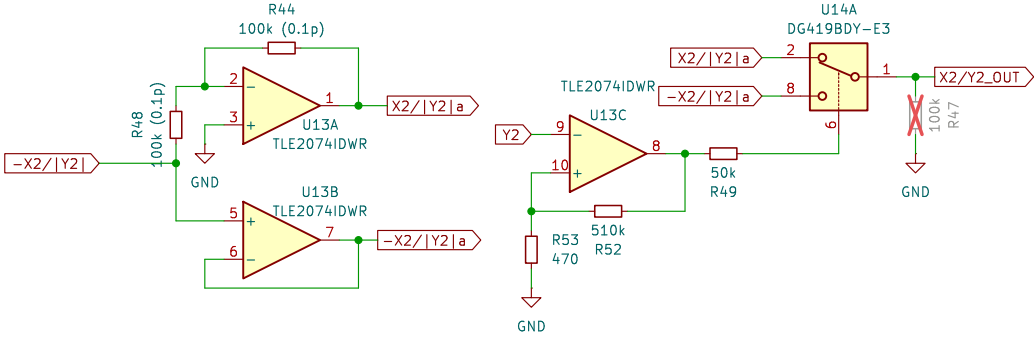 R44
100k (0.1p)
2
3
1
R48
100k (0.1p)
X2/|Y2|a
U13A
TLE2074IDWR
-X2/|Y2|
GND
U13B
TLE2074IDWR
5
6
7
-X2/|Y2|a
U14A
DG419BDY-E3
X2/|Y2|a
2
1
X2/Y2_OUT
-X2/|Y2|a
8
6
100k
R47
GND
TLE2074IDWR
U13C
Y2
9
10
8
50k
R49
510k
R52
R53
470
GND